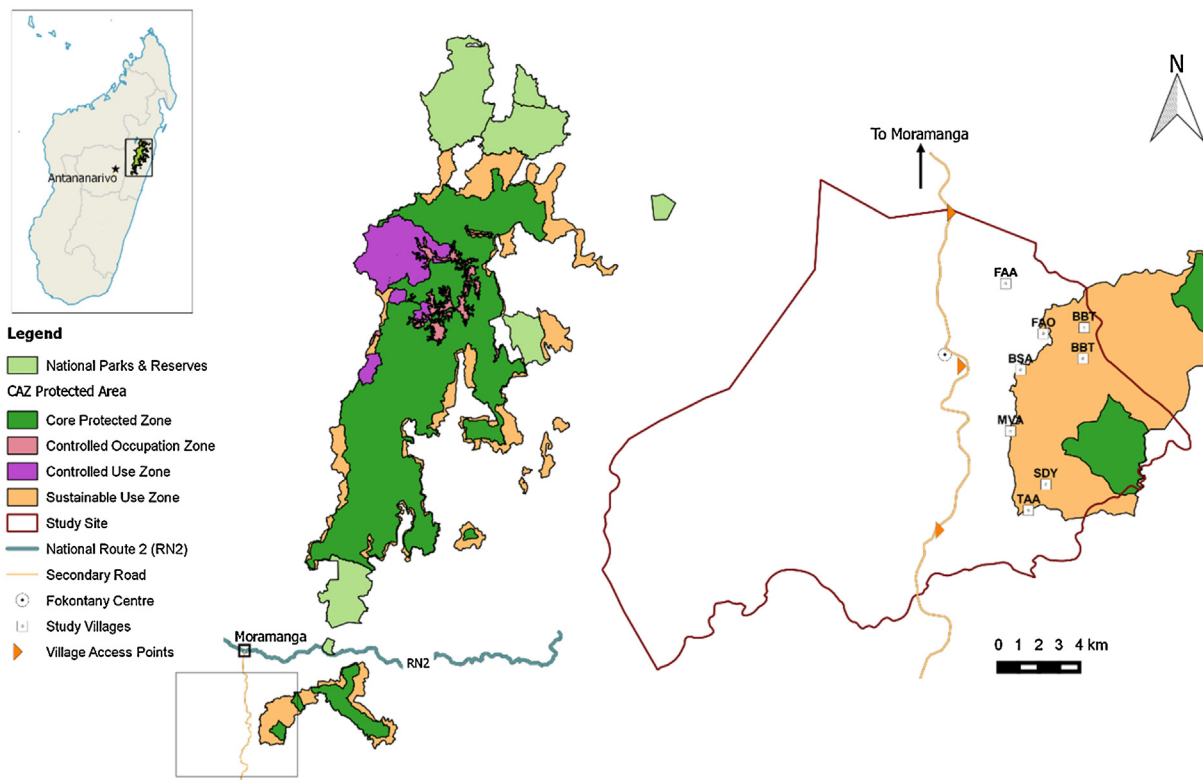 Antananarivo
Legend
National Parks & Reserves
CAZ Protected Area
Core Protected Zone
Controlled Occupation Zone
Controlled Use Zone
Sustainable Use Zone
Study Site
National Route 2 (RN2)
Secondary Road
Fokontany Centre
Study Villages
Village Access Points
Moramanga
RN2
To Moramanga
N
FAA
FAO
BBT
BBT
BSA
MVA
SDY
TAA
0 1 2 3 4 km